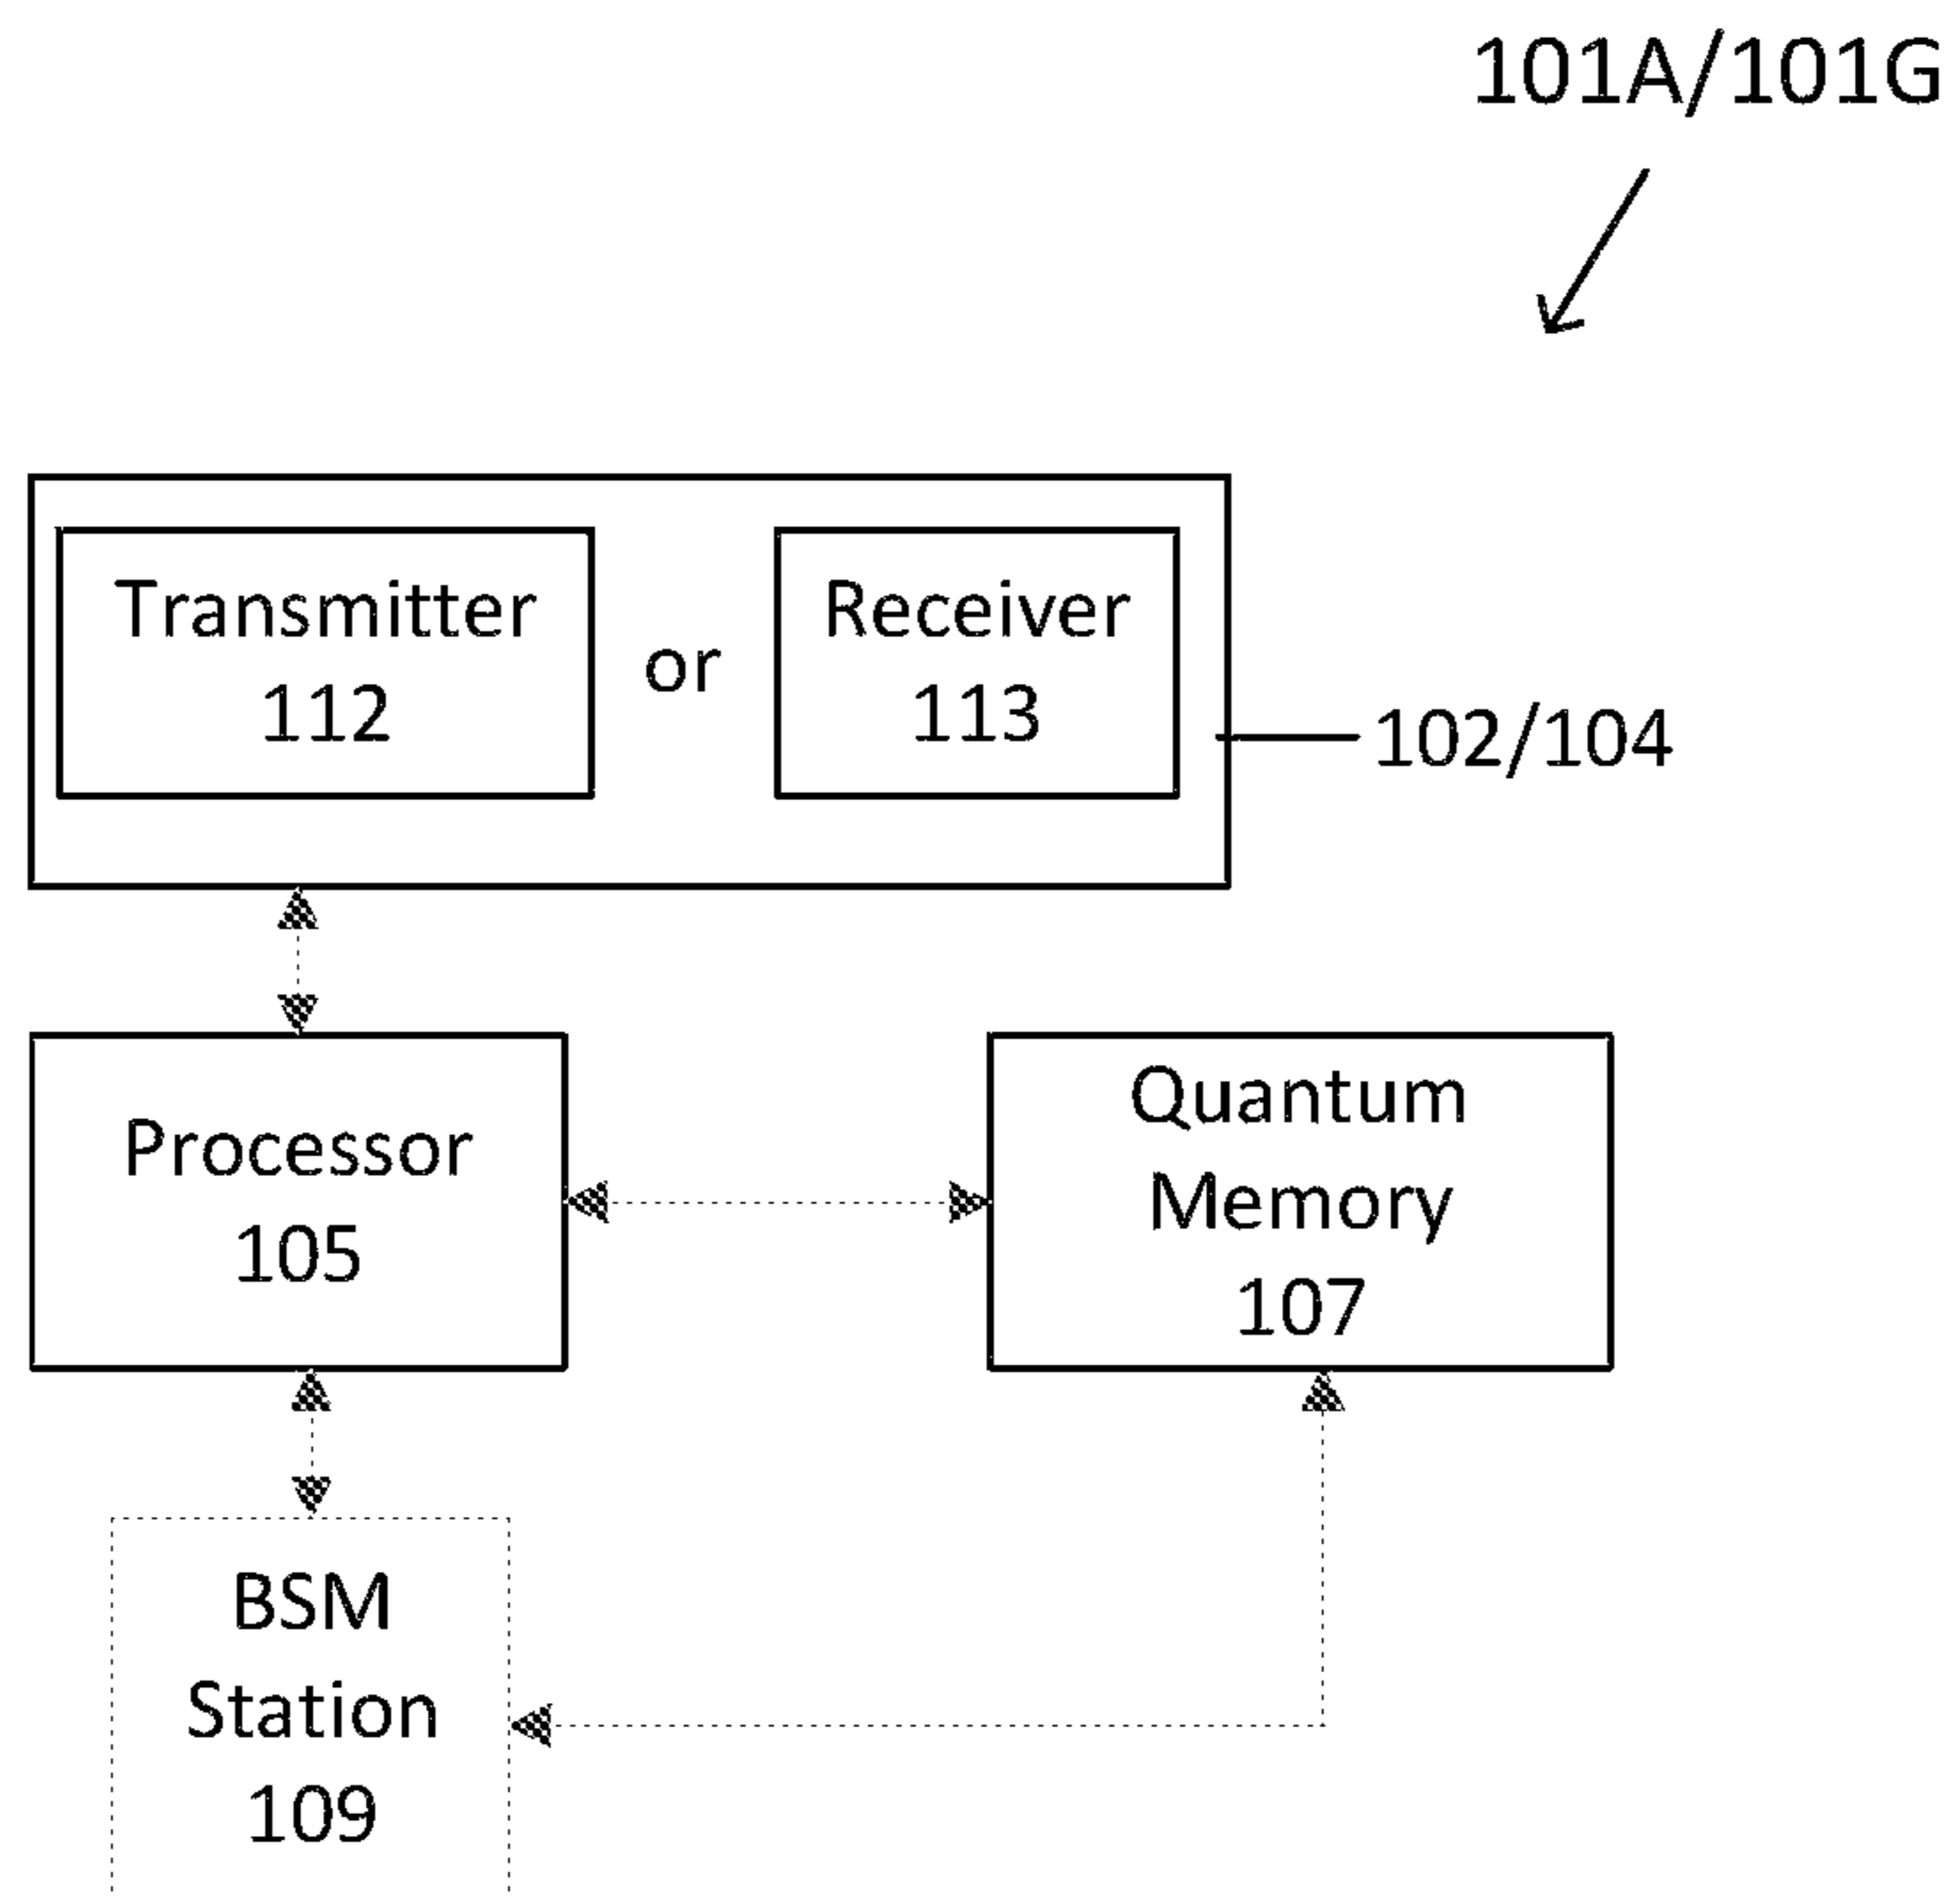 101A/101G
Transmitter
112
or
Receiver
113
102/104
Processor
105
Quantum
Memory
107
BSM
Station
109